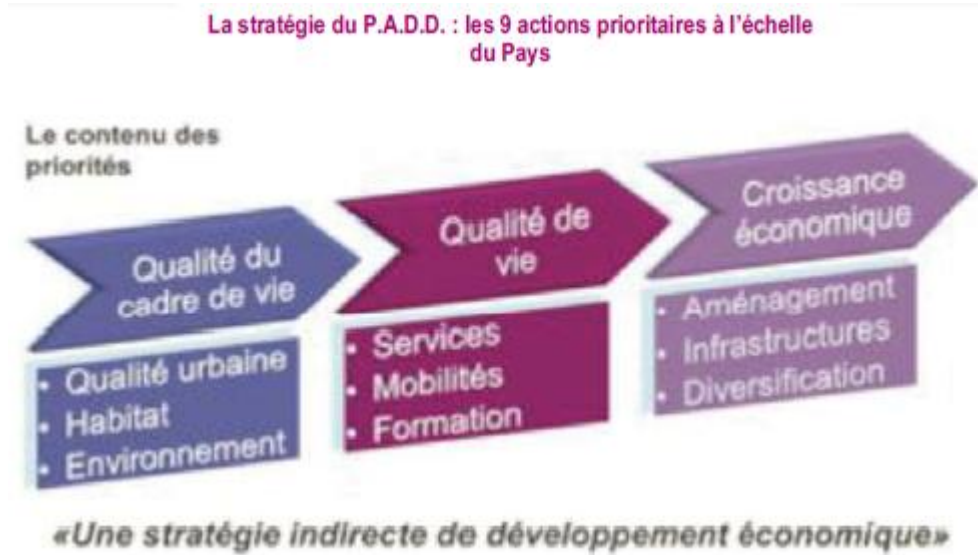 La stratégie du P.A.D.D. : les 9 actions prioritaires à l'échelle
du Pays
Le contenu des
priorités
Qualité du
cadre de vie
• Qualité urbaine
• Habitat
• Environnement
Qualité de
vie
• Services
• Mobilités
• Formation
Croissance
économique
• Aménagement
• Infrastructures
• Diversification
«Une stratégie indirecte de développement économique»